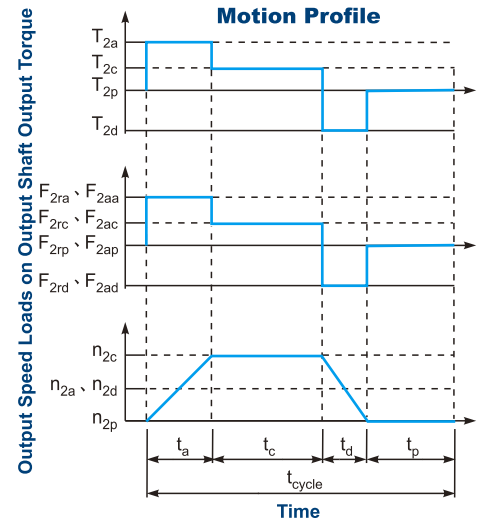 Motion Profile
Output Speed Loads on Output Shaft Output Torque
T2a
T2c
T2p
T2d
F2ra、F2aa
F2rc、F2ac
F2rp、F2ap
F2rd、F2ad
n2c
n2a、n2d
n2p
ta
tc
td
tp
tcycle
Time